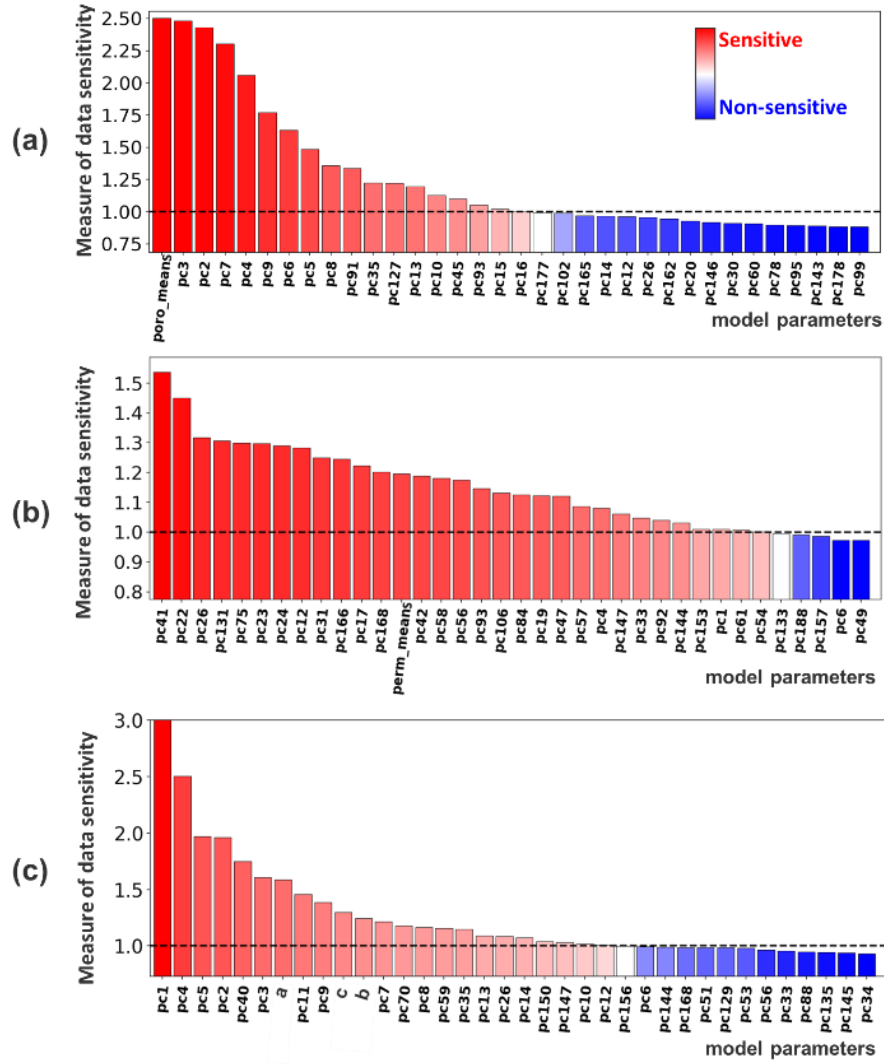 (a)
Measure of data sensitivity
2.50
2.25
2.00
1.75
1.50
1.25
1.00
0.75
Sensitive
Non-sensitive
poro_means pc3 pc2 pc7 pc4 pc9 pc6 pc5 pc8 pc91 pc35 pc127 pc13 pc10 pc45 pc93 pc15 pc16 pc177 pc102 pc165 pc14 pc12 pc26 pc162 pc20 pc146 pc30 pc60 pc78 pc95 pc143 pc178 pc99
model parameters
(b)
Measure of data sensitivity
1.5
1.4
1.3
1.2
1.1
1.0
0.9
0.8
pc41 pc22 pc26 pc131 pc75 pc23 pc24 pc12 pc31 pc166 pc17 pc168 perm_means pc42 pc58 pc56 pc93 pc106 pc84 pc19 pc47 pc57 pc4 pc147 pc33 pc92 pc144 pc153 pc1 pc61 pc54 pc133 pc188 pc157 pc6 pc49
model parameters
(c)
Measure of data sensitivity
3.0
2.5
2.0
1.5
1.0
pc1 pc4 pc5 pc2 pc40 pc3 a pc11 pc9 c b pc7 pc70 pc8 pc59 pc35 pc13 pc26 pc14 pc150 pc147 pc10 pc12 pc156 pc6 pc144 pc168 pc51 pc129 pc53 pc56 pc33 pc88 pc135 pc145 pc34
model parameters